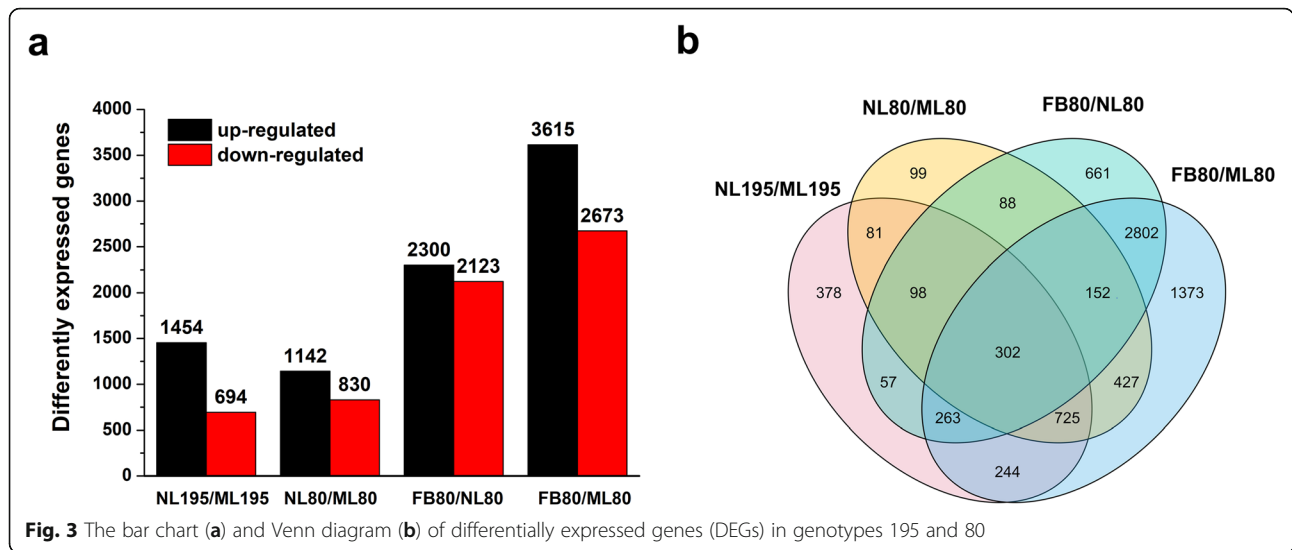 a
Differently expressed genes
4000
3500
3000
2500
2000
1500
1000
500
0
up-regulated
down-regulated
1454
694
1142
830
2300
2123
3615
2673
NL195/ML195
NL80/ML80
FB80/NL80
FB80/ML80
b
NL80/ML80
FB80/NL80
NL195/ML195
FB80/ML80
99
661
88
81
2802
378
98
152
1373
302
57
427
263
725
244
Fig. 3 The bar chart (a) and Venn diagram (b) of differentially expressed genes (DEGs) in genotypes 195 and 80